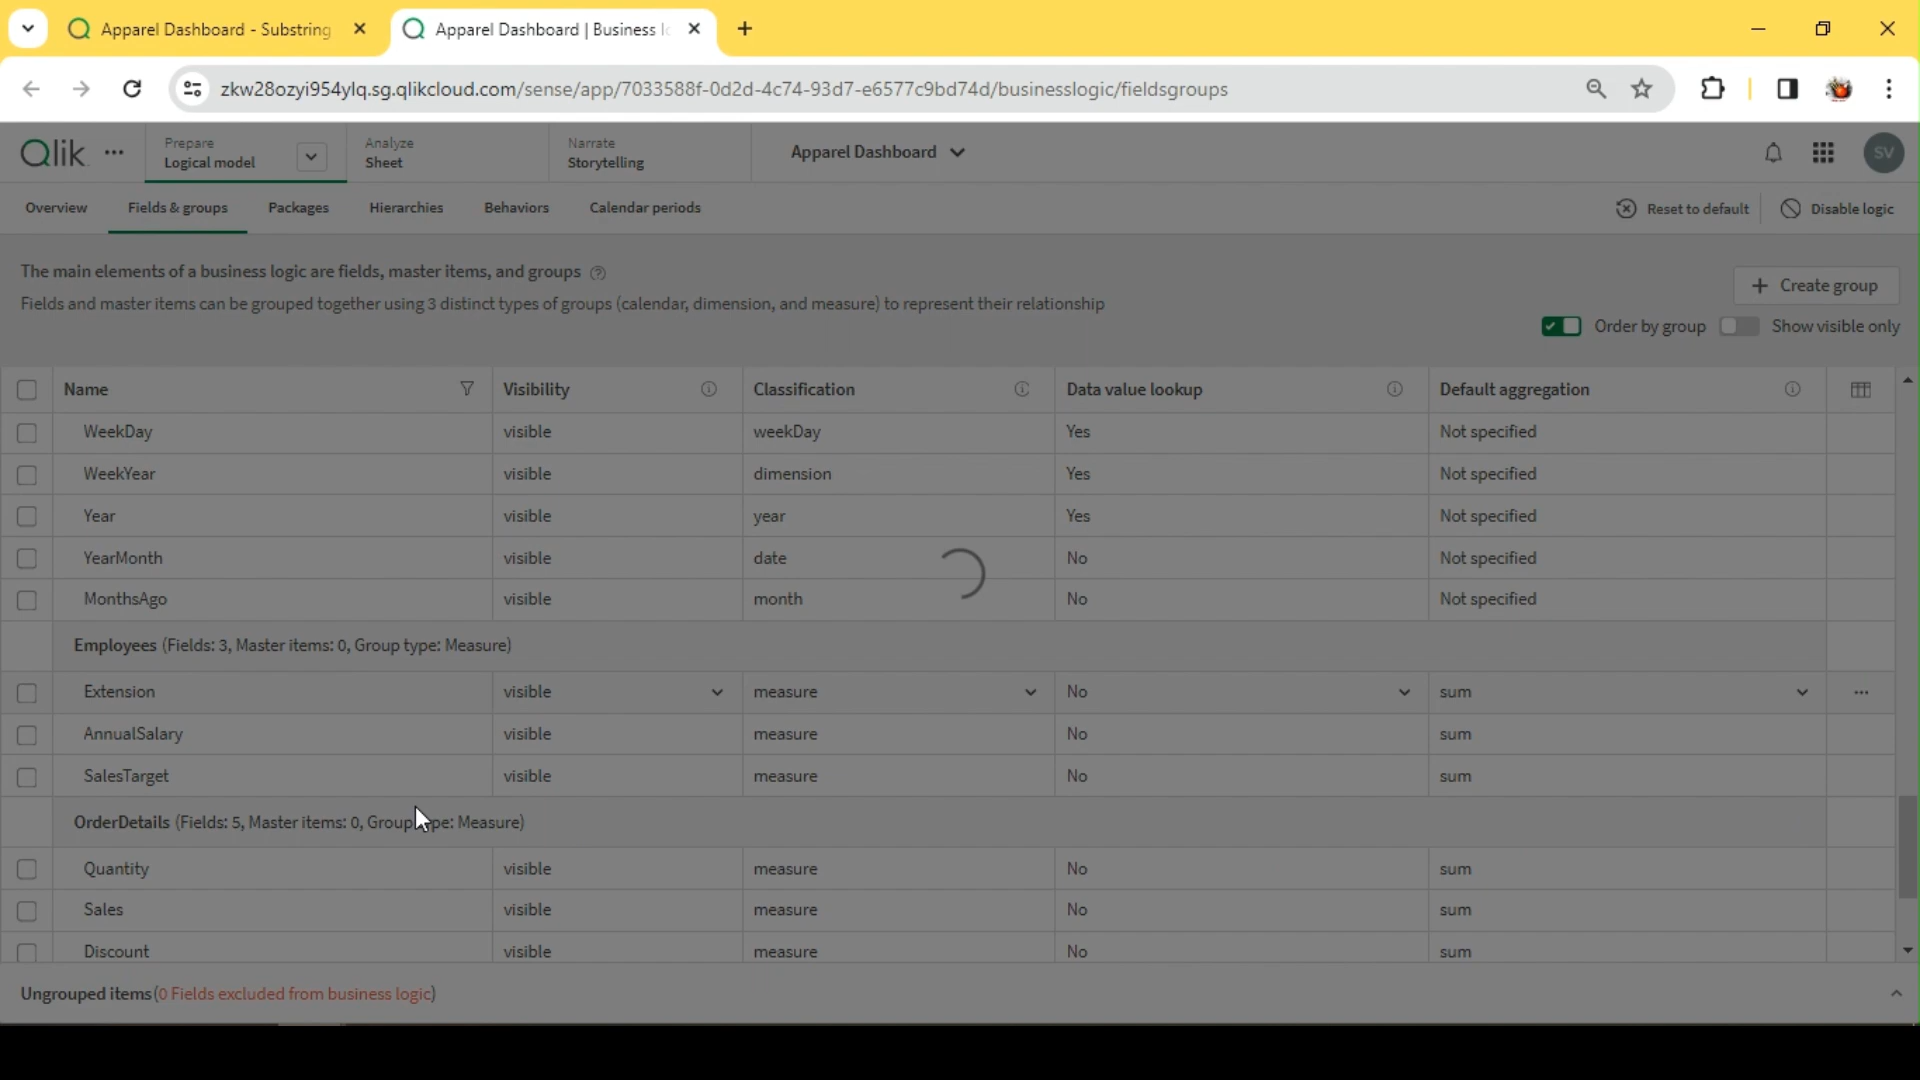 Apparel Dashboard - Substring
Apparel Dashboard | Business lo
zkw28ozyi954ylq.sg.qlikcloud.com/sense/app/7033588f-0d2d-4c74-93d7-e6577c9bd74d/businesslogic/fieldsgroups
Qlik
Prepare
Logical model
Analyze
Sheet
Narrate
Storytelling
Apparel Dashboard
SV
Overview
Fields & groups
Packages
Hierarchies
Behaviors
Calendar periods
Reset to default
Disable logic
The main elements of a business logic are fields, master items, and groups
Fields and master items can be grouped together using 3 distinct types of groups (calendar, dimension, and measure) to represent their relationship
+ Create group
Order by group
Show visible only
Name Visibility Classification Data value lookup Default aggregation
WeekDay visible weekDay Yes Not specified
WeekYear visible dimension Yes Not specified
Year visible year Yes Not specified
YearMonth visible date No Not specified
MonthsAgo visible month No Not specified
Employees (Fields: 3, Master items: 0, Group type: Measure)
Extension visible measure No sum
AnnualSalary visible measure No sum
SalesTarget visible measure No sum
OrderDetails (Fields: 5, Master items: 0, Group type: Measure)
Quantity visible measure No sum
Sales visible measure No sum
Discount visible measure No sum
Ungrouped items(0 Fields excluded from business logic)